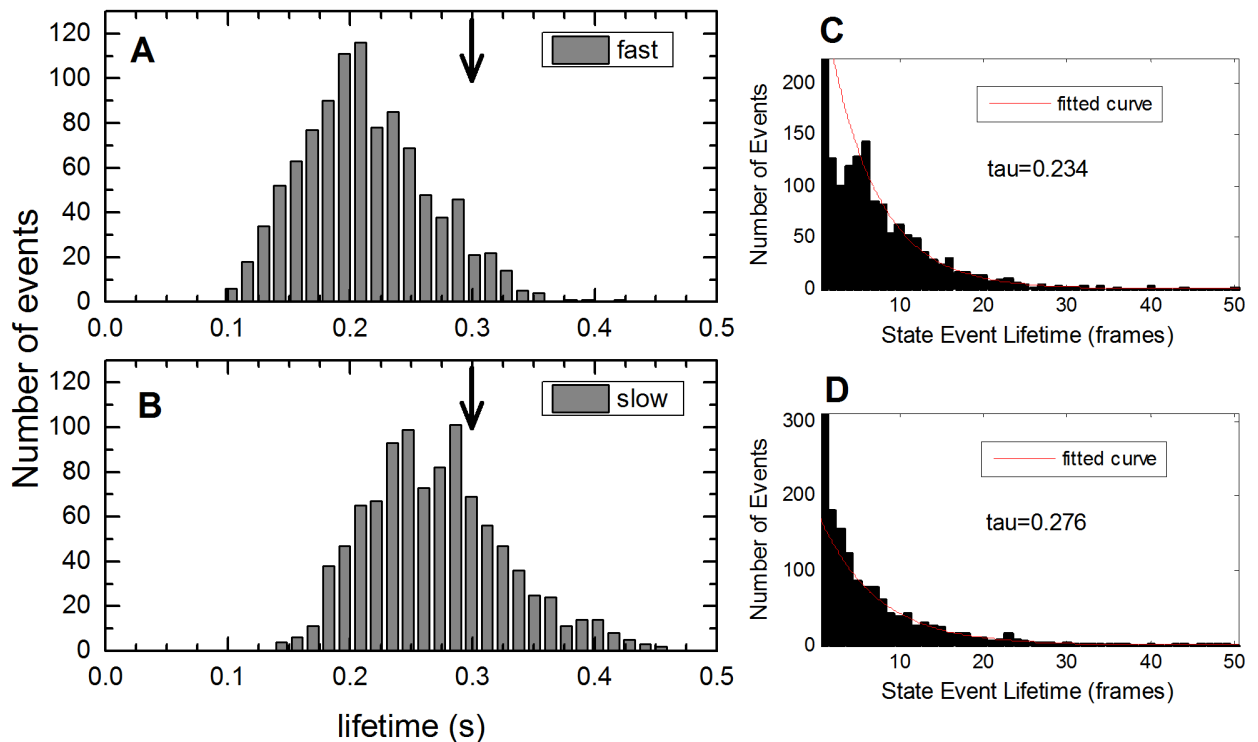 A
fast
120
100
80
60
40
20
0
0.0 0.1 0.2 0.3 0.4 0.5
B
slow
120
100
80
60
40
20
0
0.0 0.1 0.2 0.3 0.4 0.5
Number of events
lifetime (s)
C
fitted curve
tau=0.234
200
150
100
50
0
10 20 30 40 50
Number of Events
State Event Lifetime (frames)
D
fitted curve
tau=0.276
300
200
100
0
10 20 30 40 50
Number of Events
State Event Lifetime (frames)